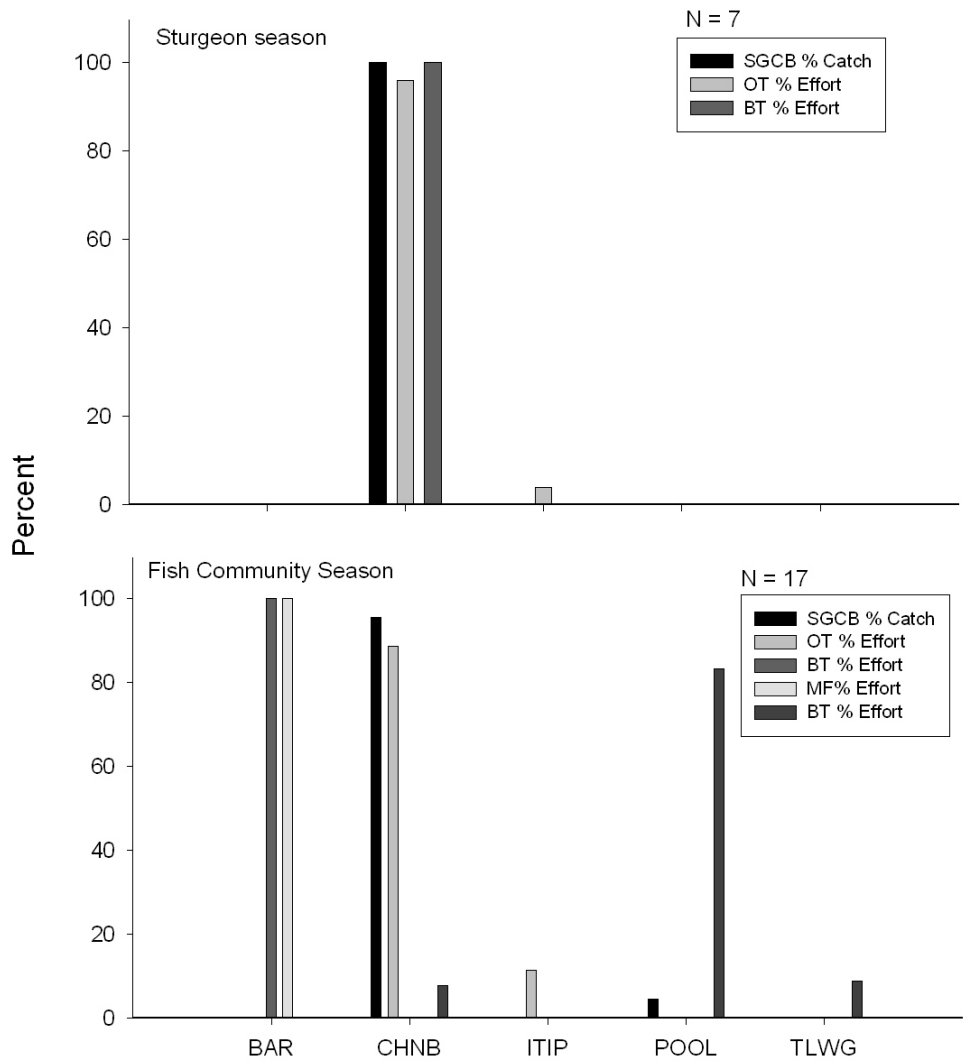 N = 7
Sturgeon season
SGCB % Catch
OT % Effort
BT % Effort
100
80
60
40
20
0
Percent
Fish Community Season
N = 17
SGCB % Catch
OT % Effort
BT % Effort
MF% Effort
BT % Effort
100
80
60
40
20
0
BAR CHNB ITIP POOL TLWG